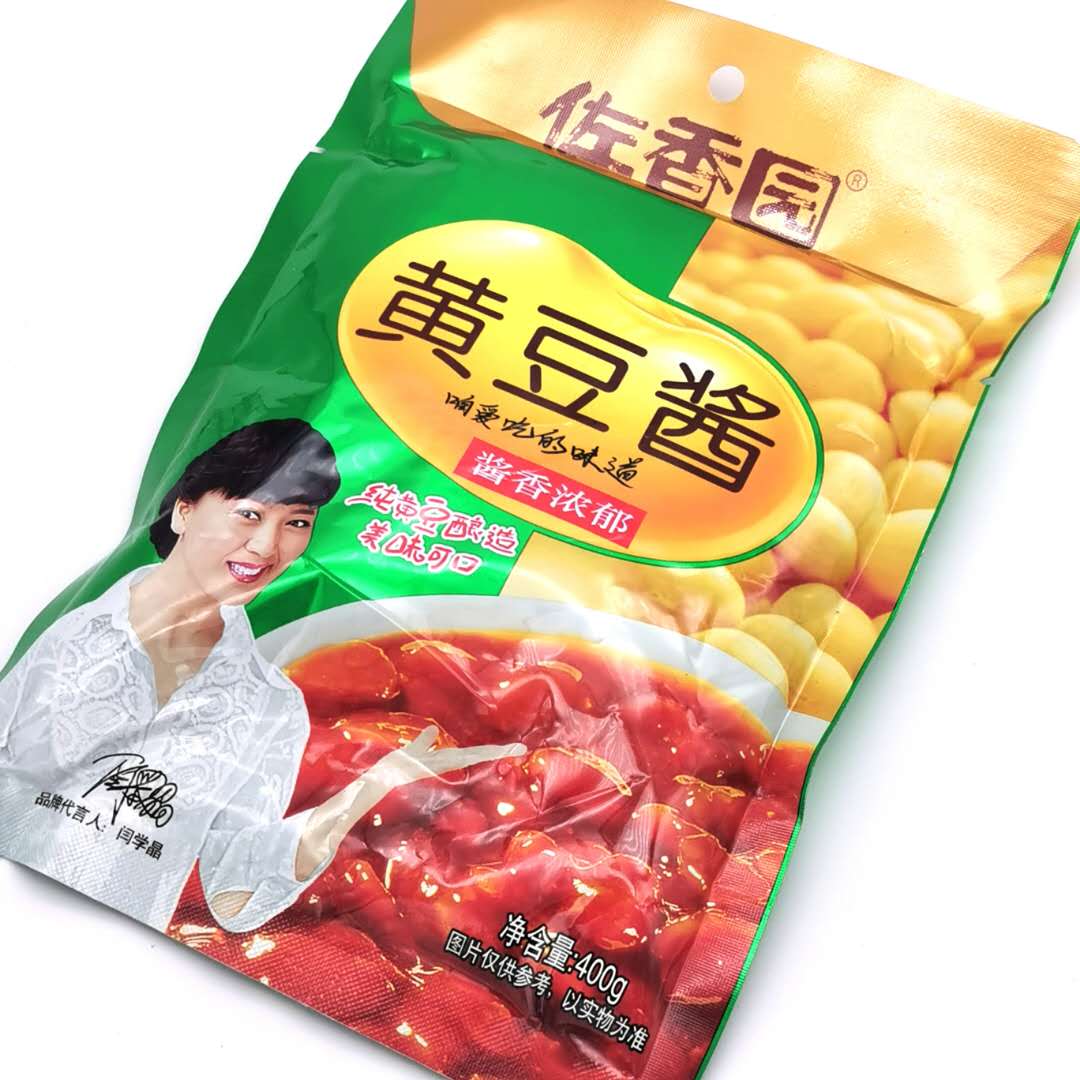 佐香园®
黄豆酱
咱爱吃的味道
酱香浓郁
纯黄豆酿造
美味可口
品牌代言人：闫学晶
净含量:400g
图片仅供参考，以实物为准